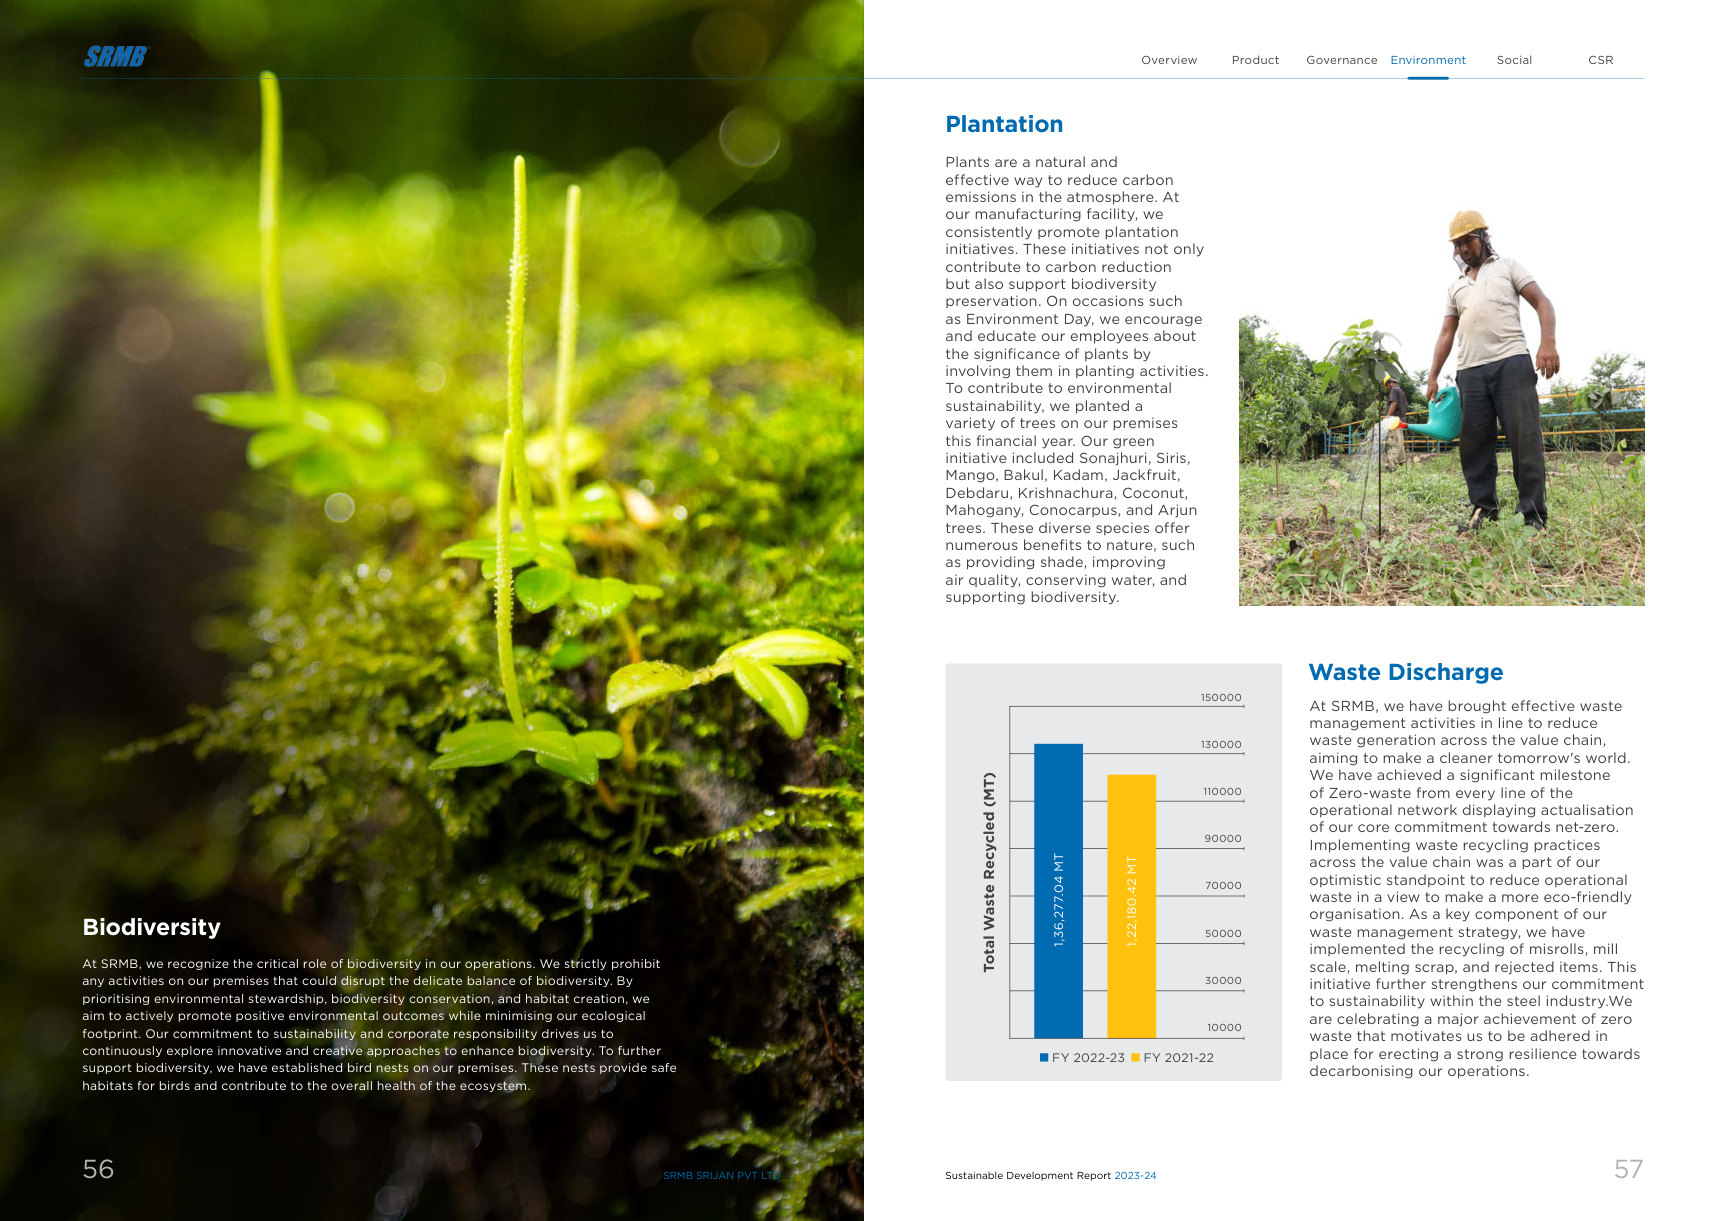 SRMB
Overview Product Governance Environment Social CSR
Biodiversity
At SRMB, we recognize the critical role of biodiversity in our operations. We strictly prohibit
any activities on our premises that could disrupt the delicate balance of biodiversity. By
prioritising environmental stewardship, biodiversity conservation, and habitat creation, we
aim to actively promote positive environmental outcomes while minimising our ecological
footprint. Our commitment to sustainability and corporate responsibility drives us to
continuously explore innovative and creative approaches to enhance biodiversity. To further
support biodiversity, we have established bird nests on our premises. These nests provide safe
habitats for birds and contribute to the overall health of the ecosystem.
56
SRMB SRIJAN PVT LTD
Plantation
Plants are a natural and
effective way to reduce carbon
emissions in the atmosphere. At
our manufacturing facility, we
consistently promote plantation
initiatives. These initiatives not only
contribute to carbon reduction
but also support biodiversity
preservation. On occasions such
as Environment Day, we encourage
and educate our employees about
the significance of plants by
involving them in planting activities.
To contribute to environmental
sustainability, we planted a
variety of trees on our premises
this financial year. Our green
initiative included Sonajhuri, Siris,
Mango, Bakul, Kadam, Jackfruit,
Debdaru, Krishnachura, Coconut,
Mahogany, Conocarpus, and Arjun
trees. These diverse species offer
numerous benefits to nature, such
as providing shade, improving
air quality, conserving water, and
supporting biodiversity.
Total Waste Recycled (MT)
150000
130000
110000
90000
70000
50000
30000
10000
1,36,277.04 MT
1,22,180.42 MT
FY 2022-23 FY 2021-22
Waste Discharge
At SRMB, we have brought effective waste
management activities in line to reduce
waste generation across the value chain,
aiming to make a cleaner tomorrow's world.
We have achieved a significant milestone
of Zero-waste from every line of the
operational network displaying actualisation
of our core commitment towards net-zero.
Implementing waste recycling practices
across the value chain was a part of our
optimistic standpoint to reduce operational
waste in a view to make a more eco-friendly
organisation. As a key component of our
waste management strategy, we have
implemented the recycling of misrolls, mill
scale, melting scrap, and rejected items. This
initiative further strengthens our commitment
to sustainability within the steel industry.We
are celebrating a major achievement of zero
waste that motivates us to be adhered in
place for erecting a strong resilience towards
decarbonising our operations.
Sustainable Development Report 2023-24
57